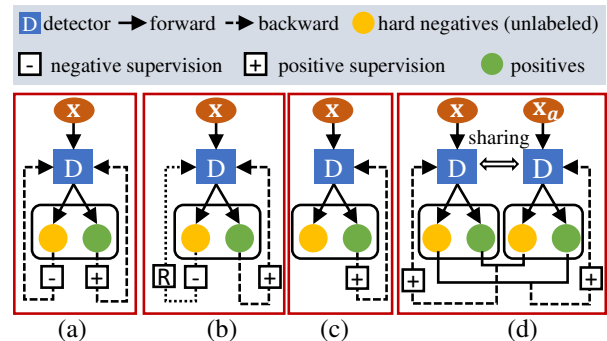 D detector forward backward hard negatives (unlabeled)
- negative supervision + positive supervision positives
x x x x xₐ
sharing
D D D D D
- + R - + + + +
(a) (b) (c) (d)